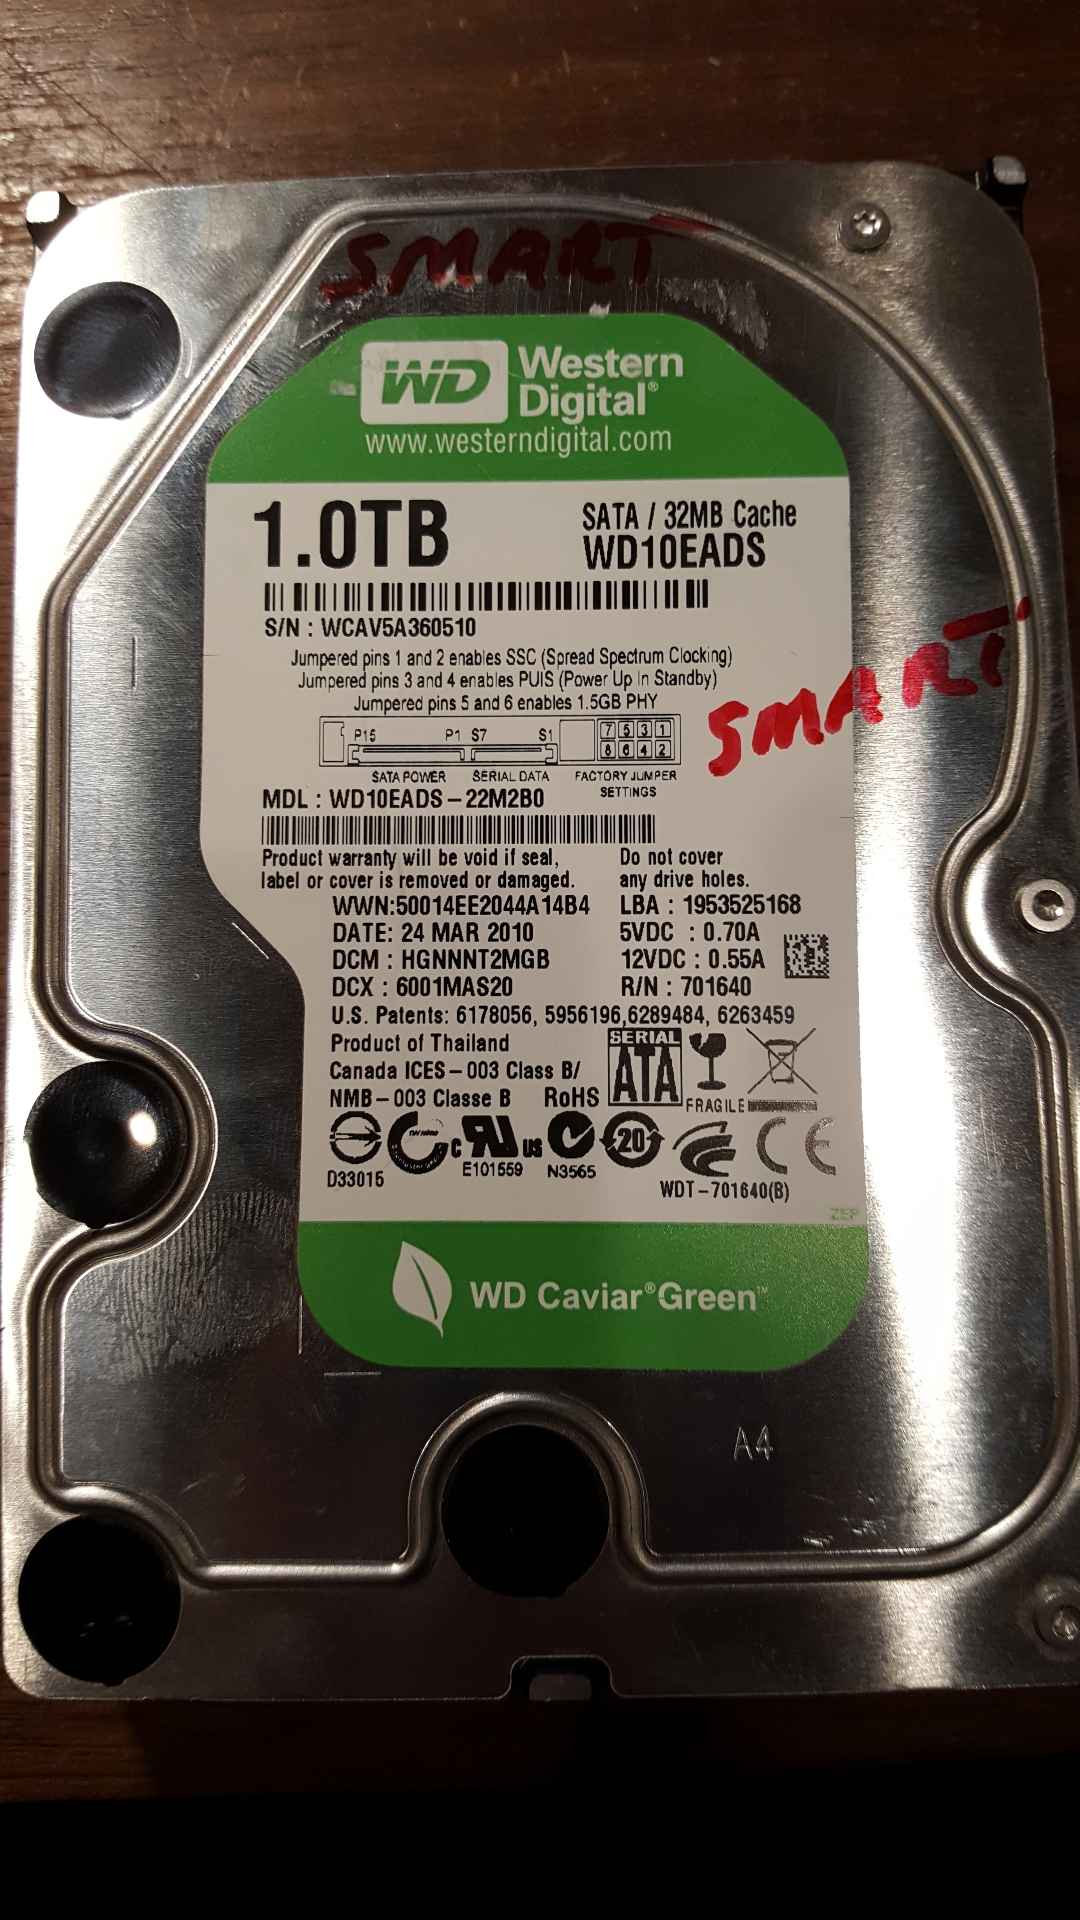 SMART
WD Western
Digital®
www.westerndigital.com
1.0TB
SATA / 32MB Cache
WD10EADS
S/N : WCAV5A360510
Jumpered pins 1 and 2 enables SSC (Spread Spectrum Clocking)
Jumpered pins 3 and 4 enables PUIS (Power Up In Standby)
Jumpered pins 5 and 6 enables 1.5GB PHY
SMART
P15 P1 S7 S1 7 5 3 1
8 6 4 2
SATA POWER SERIAL DATA FACTORY JUMPER
SETTINGS
MDL : WD10EADS – 22M2B0
Product warranty will be void if seal,
label or cover is removed or damaged.
Do not cover
any drive holes.
WWN:50014EE2044A14B4 LBA : 1953525168
DATE: 24 MAR 2010 5VDC : 0.70A
DCM : HGNNNT2MGB 12VDC : 0.55A
DCX : 6001MAS20 R/N : 701640
U.S. Patents: 6178056, 5956196,6289484, 6263459
Product of Thailand
Canada ICES – 003 Class B/
NMB – 003 Classe B RoHS
SERIAL
ATA
FRAGILE
D33015
c RU us
E101559
N3565
20
CE
WDT – 701640(B)
ZEP
WD Caviar®Green™
A4